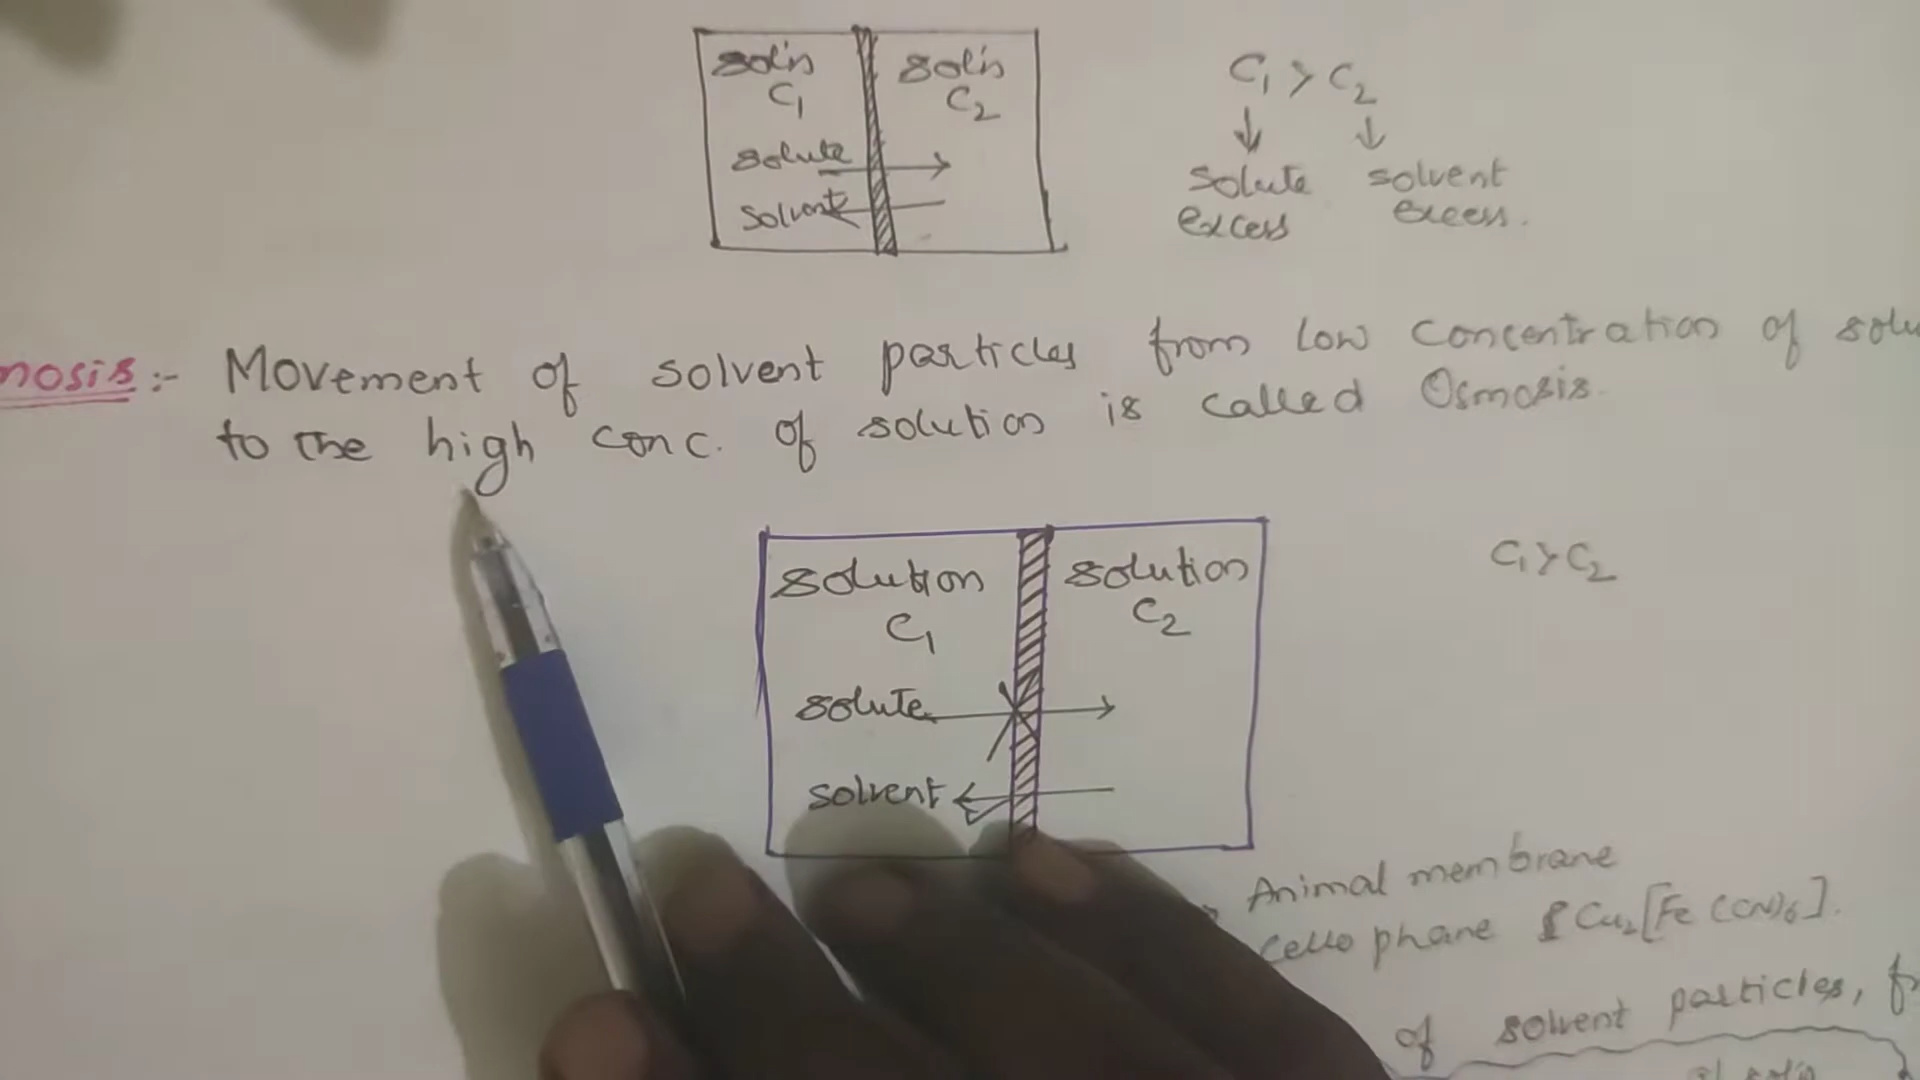 solis solis
C1 C2
C1 > C2
solute
solvent
↓ ↓
solute solvent
excess excess.
nosis :- Movement of solvent particles from low concentration of solu
to the high conc. of solution is called Osmosis.
solution solution
C1 C2
C1 > C2
solute
solvent
Animal membrane
cellophane Cu2[Fe(CN)6].
of solvent particles,